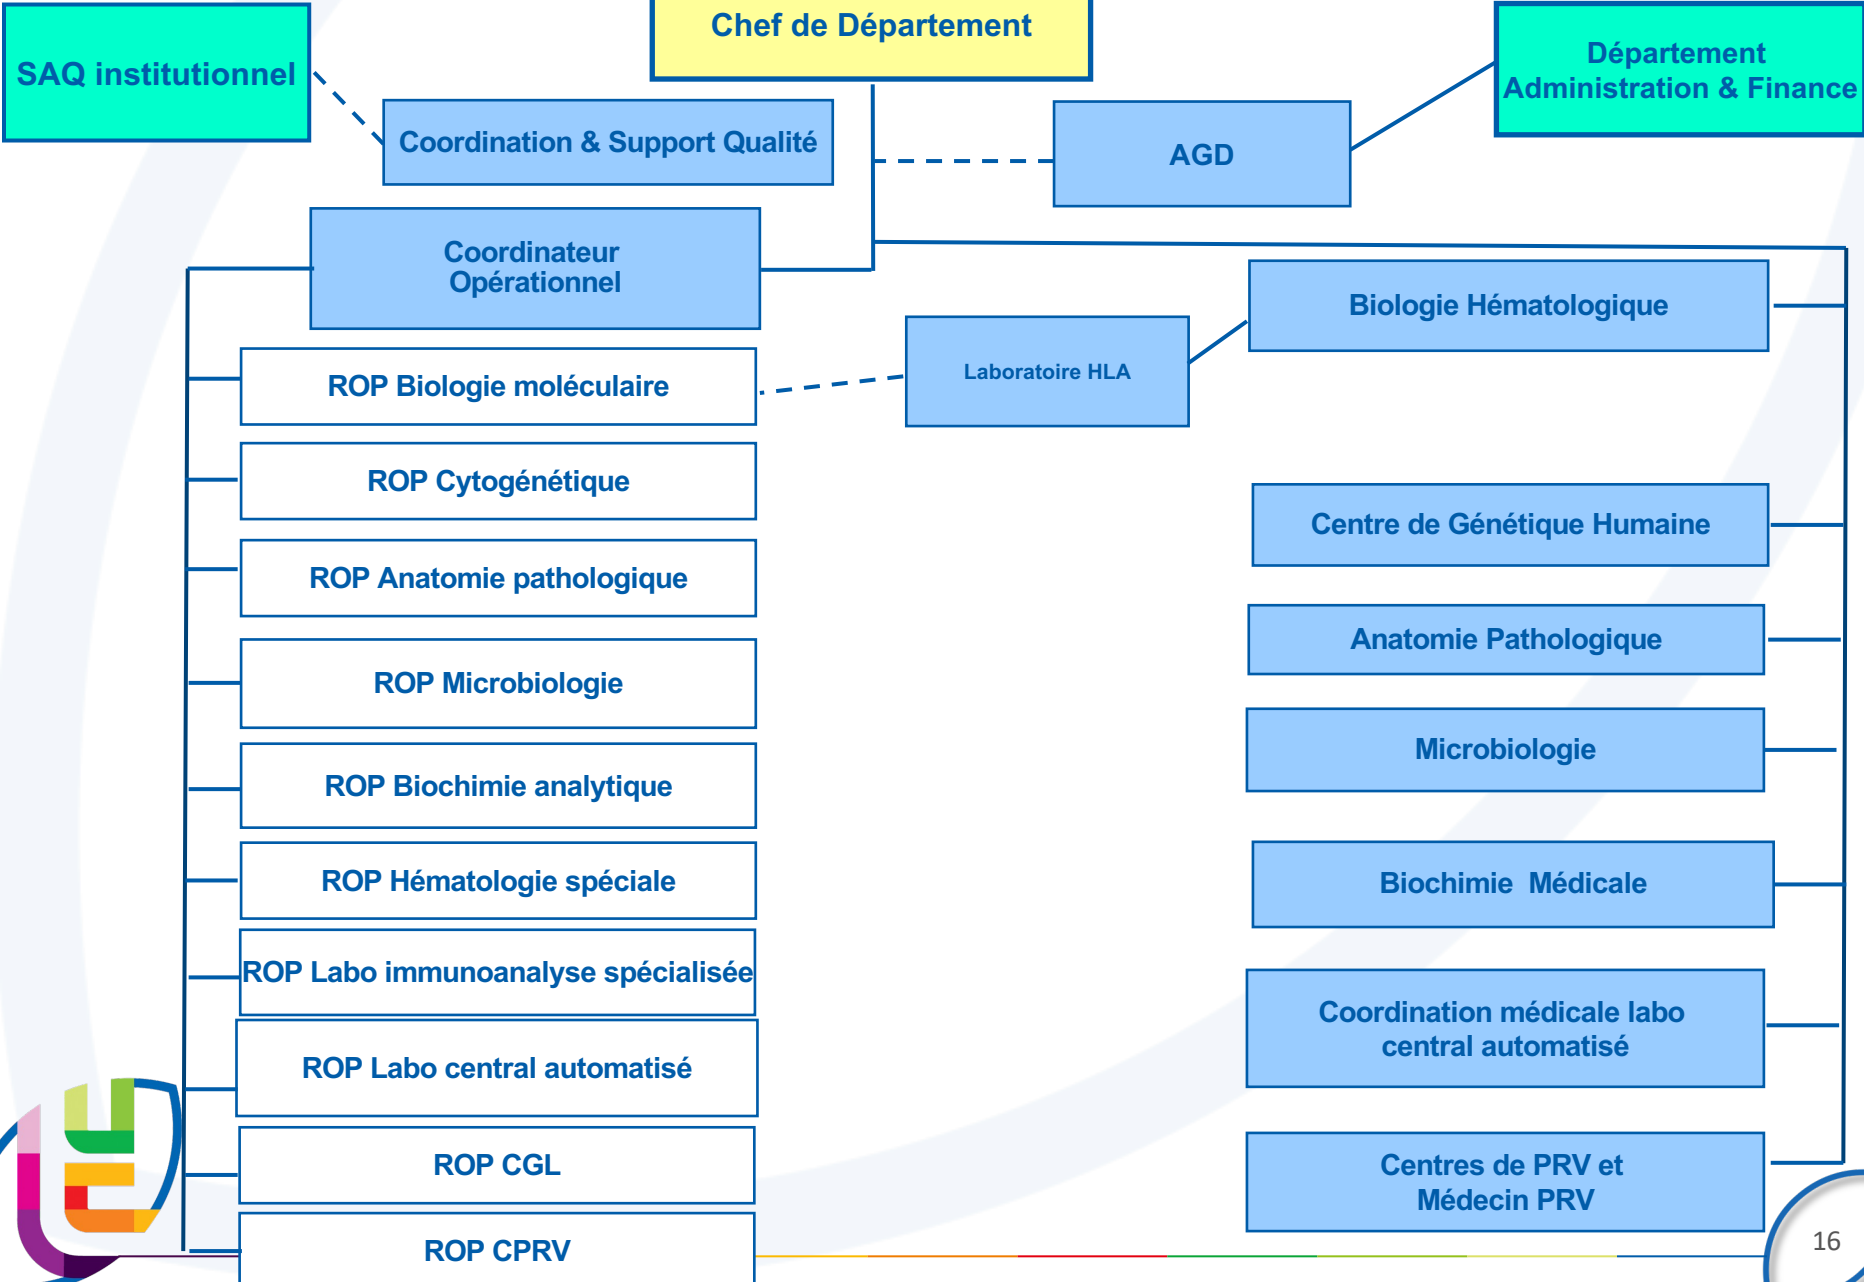 Chef de Département
SAQ institutionnel
Département
Administration & Finance
Coordination & Support Qualité
AGD
Coordinateur
Opérationnel
Biologie Hématologique
Laboratoire HLA
ROP Biologie moléculaire
ROP Cytogénétique
Centre de Génétique Humaine
ROP Anatomie pathologique
Anatomie Pathologique
ROP Microbiologie
Microbiologie
ROP Biochimie analytique
ROP Hématologie spéciale
Biochimie Médicale
ROP Labo immunoanalyse spécialisée
Coordination médicale labo
central automatisé
ROP Labo central automatisé
ROP CGL
Centres de PRV et
Médecin PRV
ROP CPRV
16